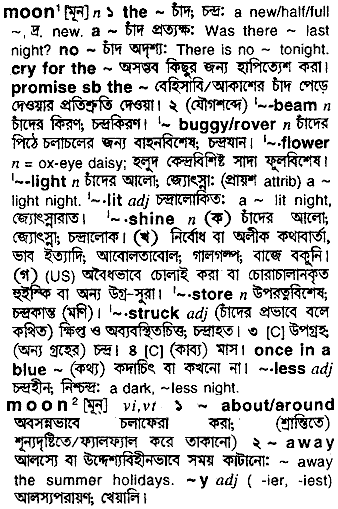 moon¹ [মূন] n ১ the ~ চাঁদ; চন্দ্র: a new/half/full
~, দ্র. new. a ~ চাঁদ প্রত্যক্ষ: Was there ~ last
night? no ~ চাঁদ অদৃশ্য: There is no ~ tonight.
cry for the ~ অসম্ভব কিছুর জন্য হাপিত্যেশ করা।
promise sb the ~ বেহিসাবি/আকাশের চাঁদ পেড়ে
দেওয়ার প্রতিশ্রুতি দেওয়া। ২ (যৌগশব্দে) ˈ~·beam n
চাঁদের কিরণ; চন্দ্রকিরণ। ˈ~ buggy/rover n চাঁদের
পিঠে চলাচলের জন্য বাহনবিশেষ; চন্দ্রযান। ˈ~·flower
n = ox-eye daisy; হলুদ কেন্দ্রবিশিষ্ট সাদা ফুলবিশেষ।
ˈ~·light n চাঁদের আলো; জ্যোৎস্না: (প্রায়শ attrib) a ~
light night. ˈ~·lit adj চন্দ্রালোকিত: a ~ lit night,
জ্যোৎস্নারাত। ˈ~·shine n (ক) চাঁদের আলো;
জ্যোৎস্না; চন্দ্রালোক। (খ) নির্বোধ বা অলীক কথাবার্তা,
ভাব ইত্যাদি; আবোলতাবোল; গালগল্প; বাজে বকুনি।
(গ) (US) অবৈধভাবে চোলাই করা বা চোরাচালানকৃত
হুইস্কি বা অন্য উগ্র-সুরা। ˈ~·store n উপরত্নবিশেষ;
চন্দ্রকান্ত (মণি)। ˈ~·struck adj (চাঁদের প্রভাবে বলে
কথিত) ক্ষিপ্ত ও অব্যবস্থিতচিত্ত; চন্দ্রাহত। ৩ [C] উপগ্রহ;
(অন্য গ্রহের) চন্দ্র। ৪ [C] (কাব্য) মাস। once in a
blue ~ (কথ্য) কদাচিৎ বা কখনো না। ~·less adj
চন্দ্রহীন; নিশ্চন্দ্র: a dark, ~less night.
moon² [মূন] vi,vt ১ ~ about/around
অবসন্নভাবে চলাফেরা করা; (শ্রান্তিতে
শূন্যদৃষ্টিতে/ফ্যালফ্যাল করে তাকানো) ২ ~ away
আলস্যে বা উদ্দেশ্যবিহীনভাবে সময় কাটানো: ~ away
the summer holidays. ~y adj ( -ier, -iest)
আলস্যপরায়ণ; খেয়ালি।